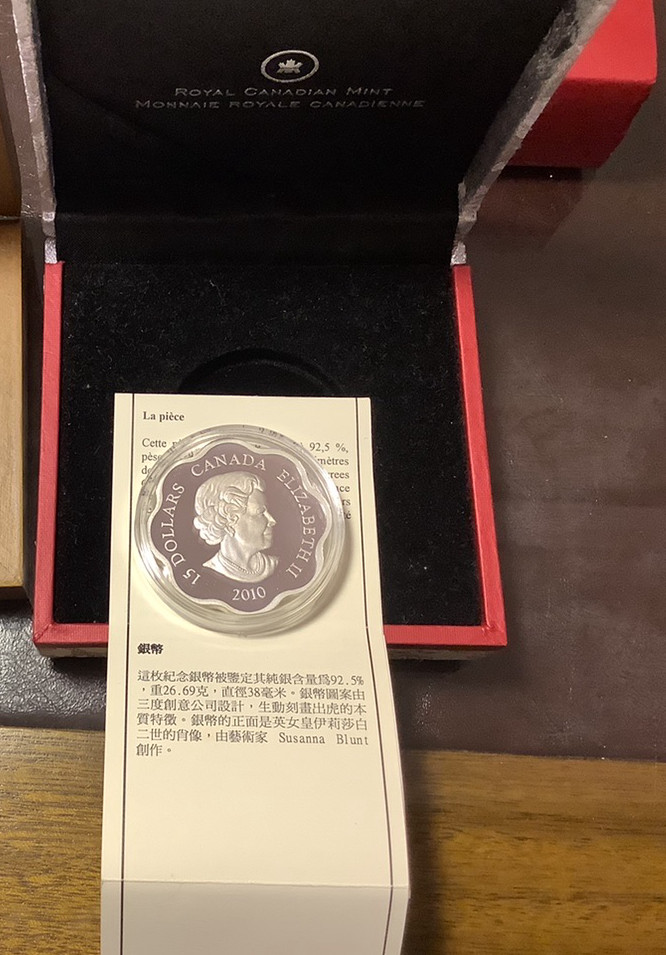 ROYAL CANADIAN MINT
MONNAIE ROYALE CANADIENNE
La pièce
Cette 92,5 %,
CANADA
ELIZABETH II
15 DOLLARS
2010
銀幣
這枚紀念銀幣被鑒定其純銀含量爲92.5%
，重26.69克，直徑38毫米。銀幣圖案由
三度創意公司設計，生動刻畫出虎的本
質特徵。銀幣的正面是英女皇伊莉莎白
二世的肖像，由藝術家 Susanna Blunt
創作。